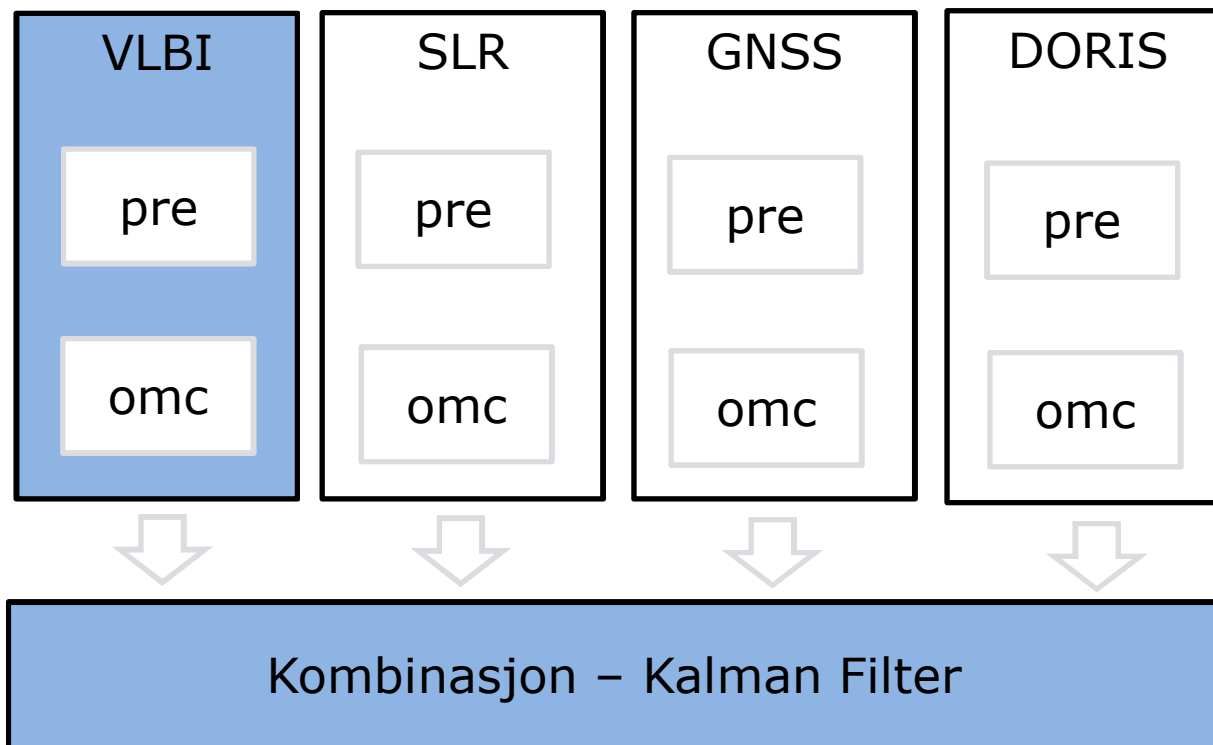 VLBI
pre
omc
SLR
pre
omc
GNSS
pre
omc
DORIS
pre
omc
Kombinasjon – Kalman Filter